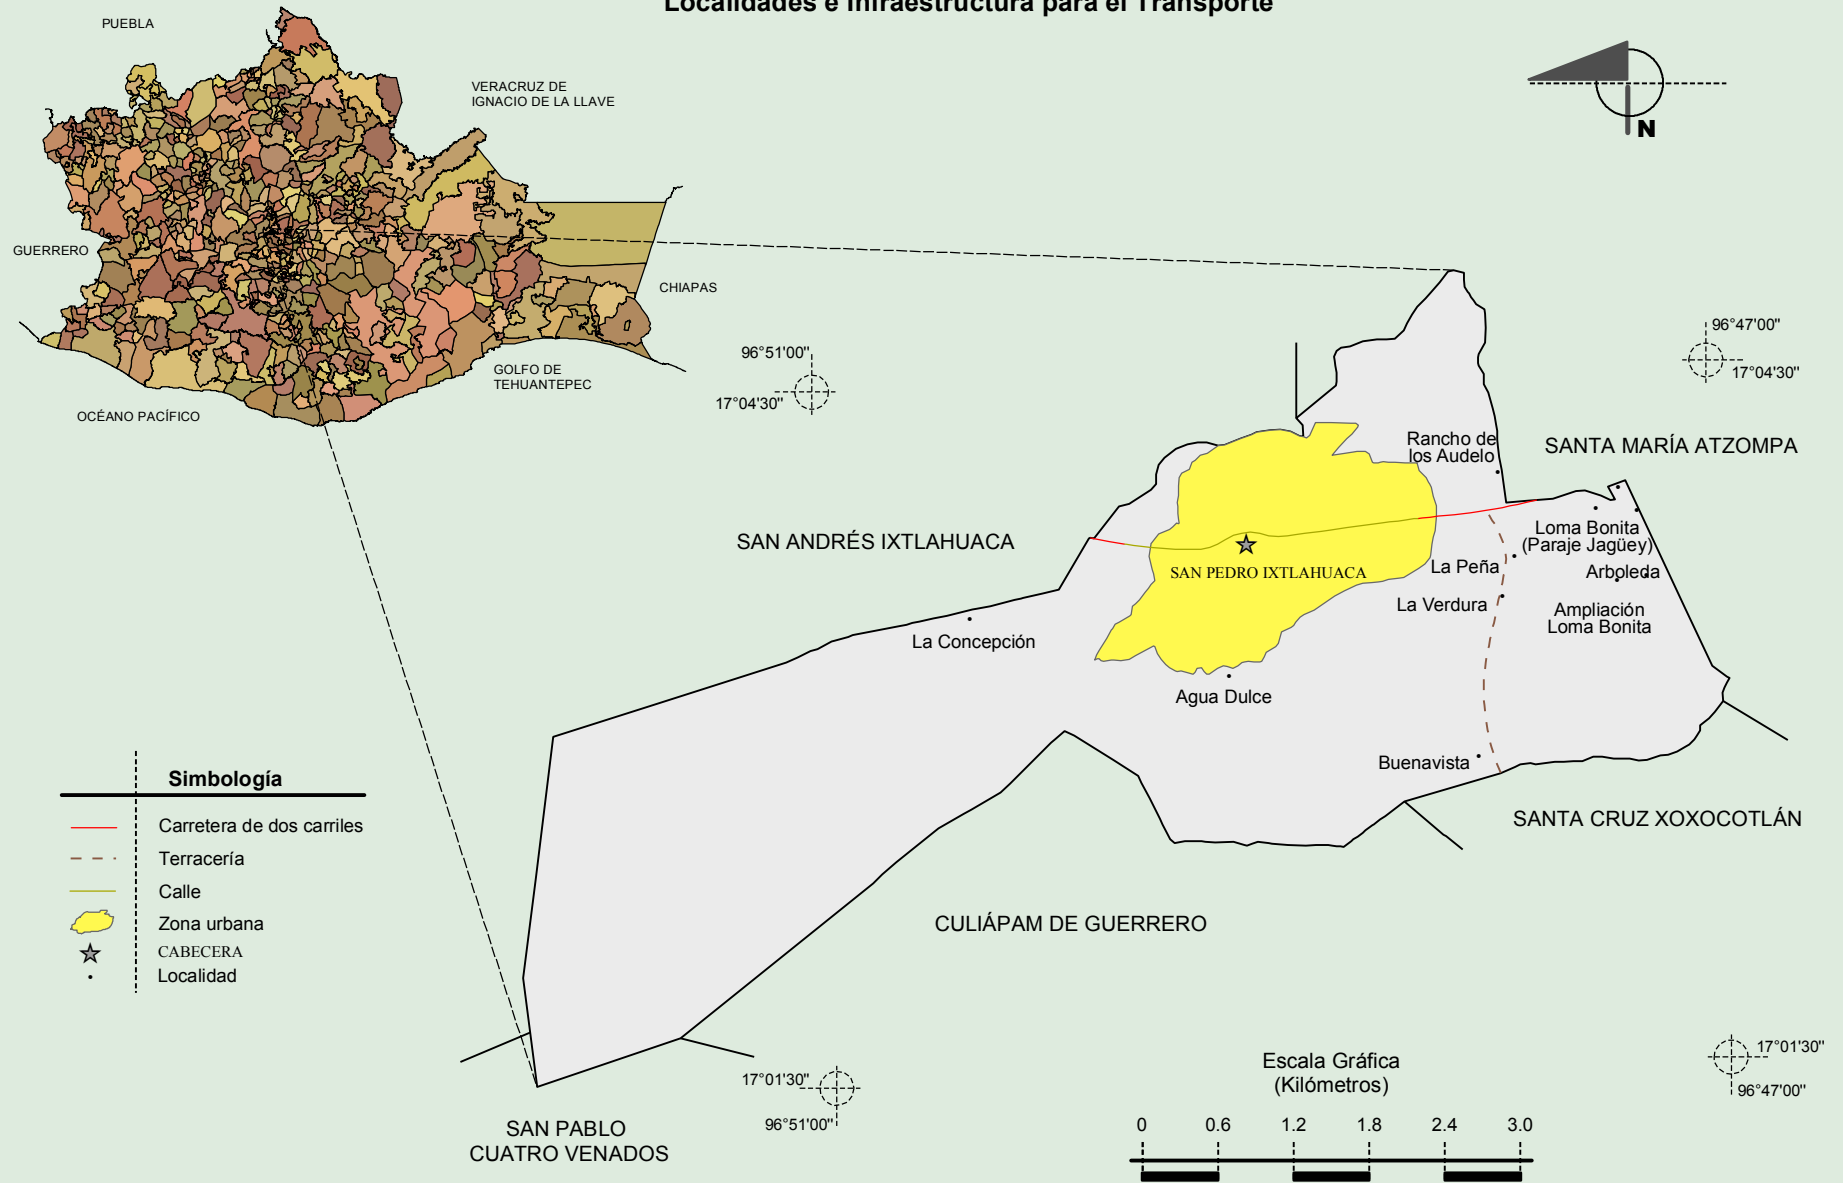 Localidades e Infraestructura para el Transporte
PUEBLA
VERACRUZ DE
IGNACIO DE LA LLAVE
GUERRERO
CHIAPAS
GOLFO DE
TEHUANTEPEC
OCÉANO PACÍFICO
N
96°51'00"
17°04'30"
96°47'00"
17°04'30"
Rancho de
los Audelo
SANTA MARÍA ATZOMPA
SAN ANDRÉS IXTLAHUACA
Loma Bonita
(Paraje Jagüey)
La Peña
SAN PEDRO IXTLAHUACA
Arboleda
La Verdura
Ampliación
Loma Bonita
La Concepción
Agua Dulce
Buenavista
SANTA CRUZ XOXOCOTLÁN
CULIÁPAM DE GUERRERO
Simbología
Carretera de dos carriles
Terracería
Calle
Zona urbana
CABECERA
Localidad
17°01'30"
96°51'00"
17°01'30"
96°47'00"
SAN PABLO
CUATRO VENADOS
Escala Gráfica
(Kilómetros)
0 0.6 1.2 1.8 2.4 3.0